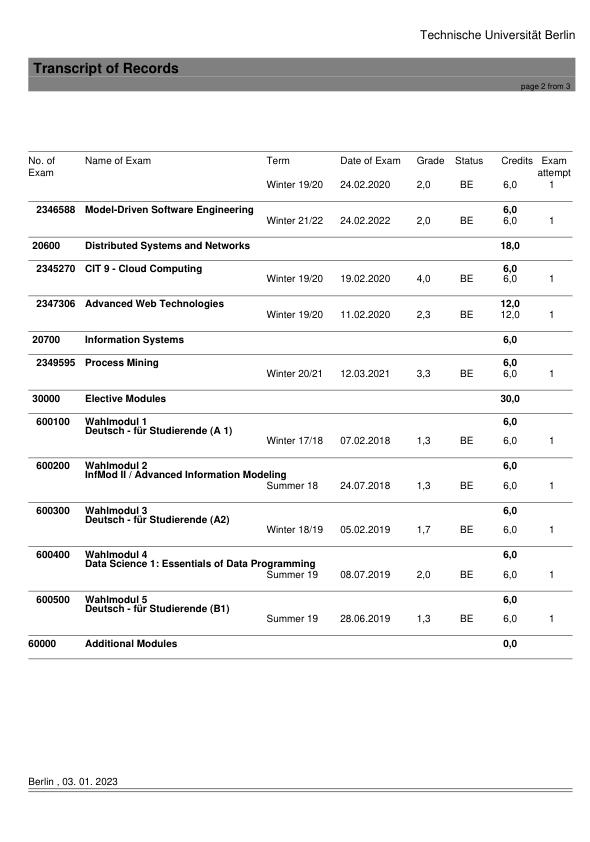 Technische Universität Berlin
Transcript of Records
page 2 from 3
No. of Exam Name of Exam Term Date of Exam Grade Status Credits Exam attempt
Winter 19/20 24.02.2020 2,0 BE 6,0 1
2346588 Model-Driven Software Engineering 6,0
Winter 21/22 24.02.2022 2,0 BE 6,0 1
20600 Distributed Systems and Networks 18,0
2345270 CIT 9 - Cloud Computing 6,0
Winter 19/20 19.02.2020 4,0 BE 6,0 1
2347306 Advanced Web Technologies 12,0
Winter 19/20 11.02.2020 2,3 BE 12,0 1
20700 Information Systems 6,0
2349595 Process Mining 6,0
Winter 20/21 12.03.2021 3,3 BE 6,0 1
30000 Elective Modules 30,0
600100 Wahlmodul 1 6,0
Deutsch - für Studierende (A 1)
Winter 17/18 07.02.2018 1,3 BE 6,0 1
600200 Wahlmodul 2 6,0
InfMod II / Advanced Information Modeling
Summer 18 24.07.2018 1,3 BE 6,0 1
600300 Wahlmodul 3 6,0
Deutsch - für Studierende (A2)
Winter 18/19 05.02.2019 1,7 BE 6,0 1
600400 Wahlmodul 4 6,0
Data Science 1: Essentials of Data Programming
Summer 19 08.07.2019 2,0 BE 6,0 1
600500 Wahlmodul 5 6,0
Deutsch - für Studierende (B1)
Summer 19 28.06.2019 1,3 BE 6,0 1
60000 Additional Modules 0,0
Berlin , 03. 01. 2023